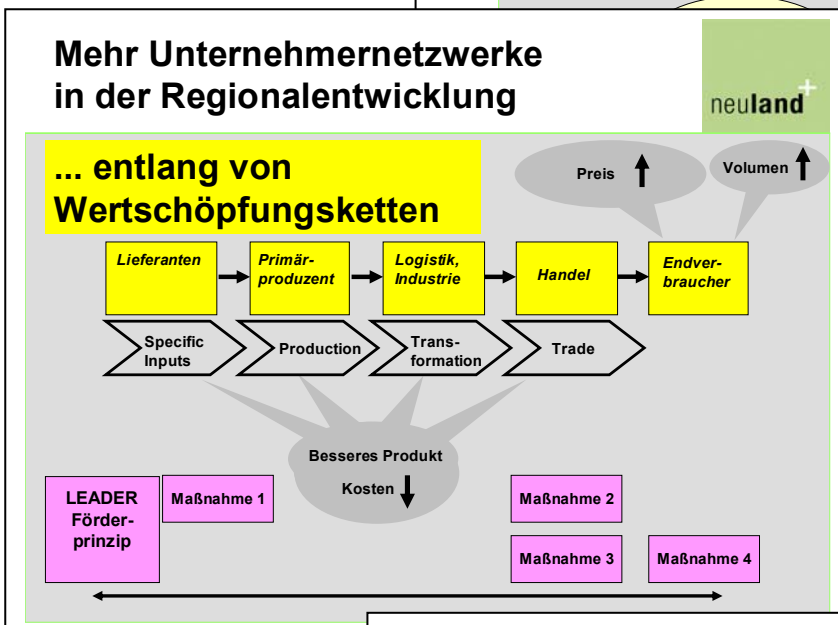 Mehr Unternehmernetzwerke
in der Regionalentwicklung
neuland+
... entlang von
Wertschöpfungsketten
Preis
Volumen
Lieferanten
Primär-
produzent
Logistik,
Industrie
Handel
Endver-
braucher
Specific
Inputs
Production
Trans-
formation
Trade
Besseres Produkt
Kosten
LEADER
Förder-
prinzip
Maßnahme 1
Maßnahme 2
Maßnahme 3
Maßnahme 4